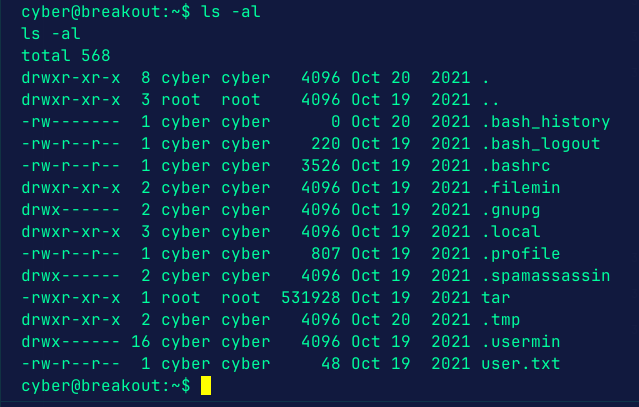 cyber@breakout:~$ ls -al
ls -al
total 568
drwxr-xr-x  8 cyber cyber   4096 Oct 20  2021 .
drwxr-xr-x  3 root  root    4096 Oct 19  2021 ..
-rw-------  1 cyber cyber      0 Oct 20  2021 .bash_history
-rw-r--r--  1 cyber cyber    220 Oct 19  2021 .bash_logout
-rw-r--r--  1 cyber cyber   3526 Oct 19  2021 .bashrc
drwxr-xr-x  2 cyber cyber   4096 Oct 19  2021 .filemin
drwx------  2 cyber cyber   4096 Oct 19  2021 .gnupg
drwxr-xr-x  3 cyber cyber   4096 Oct 19  2021 .local
-rw-r--r--  1 cyber cyber    807 Oct 19  2021 .profile
drwx------  2 cyber cyber   4096 Oct 19  2021 .spamassassin
-rwxr-xr-x  1 root  root  531928 Oct 19  2021 tar
drwxr-xr-x  2 cyber cyber   4096 Oct 20  2021 .tmp
drwx------ 16 cyber cyber   4096 Oct 19  2021 .usermin
-rw-r--r--  1 cyber cyber     48 Oct 19  2021 user.txt
cyber@breakout:~$